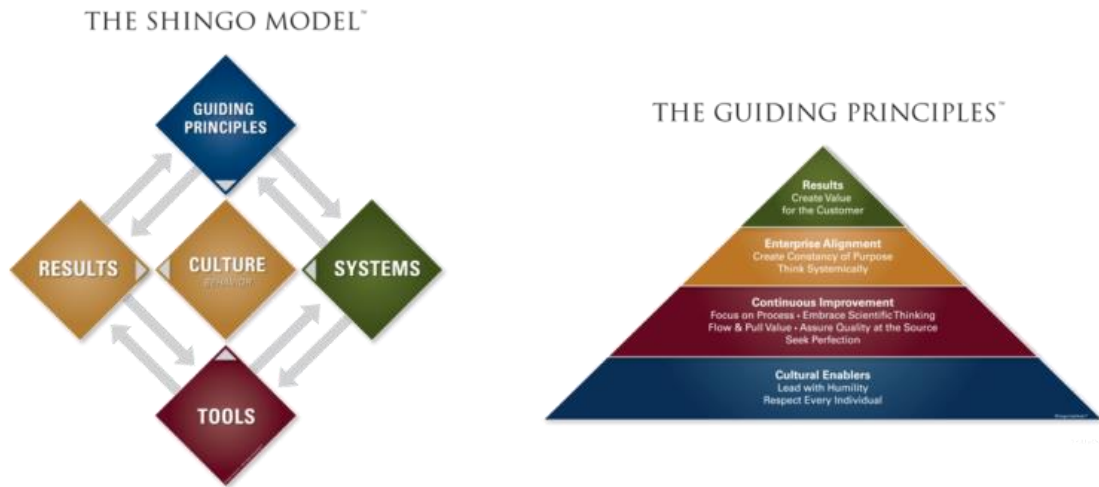 THE SHINGO MODEL™
GUIDING
PRINCIPLES
RESULTS
CULTURE
BEHAVIOR
SYSTEMS
TOOLS
THE GUIDING PRINCIPLES™
Results
Create Value
for the Customer
Enterprise Alignment
Create Constancy of Purpose
Think Systemically
Continuous Improvement
Focus on Process • Embrace Scientific Thinking
Flow & Pull Value • Assure Quality at the Source
Seek Perfection
Cultural Enablers
Lead with Humility
Respect Every Individual